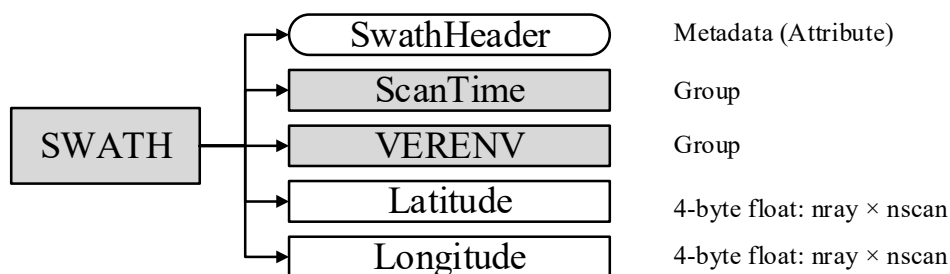 SwathHeader Metadata (Attribute)
ScanTime Group
SWATH
VERENV Group
Latitude 4-byte float: nray × nscan
Longitude 4-byte float: nray × nscan